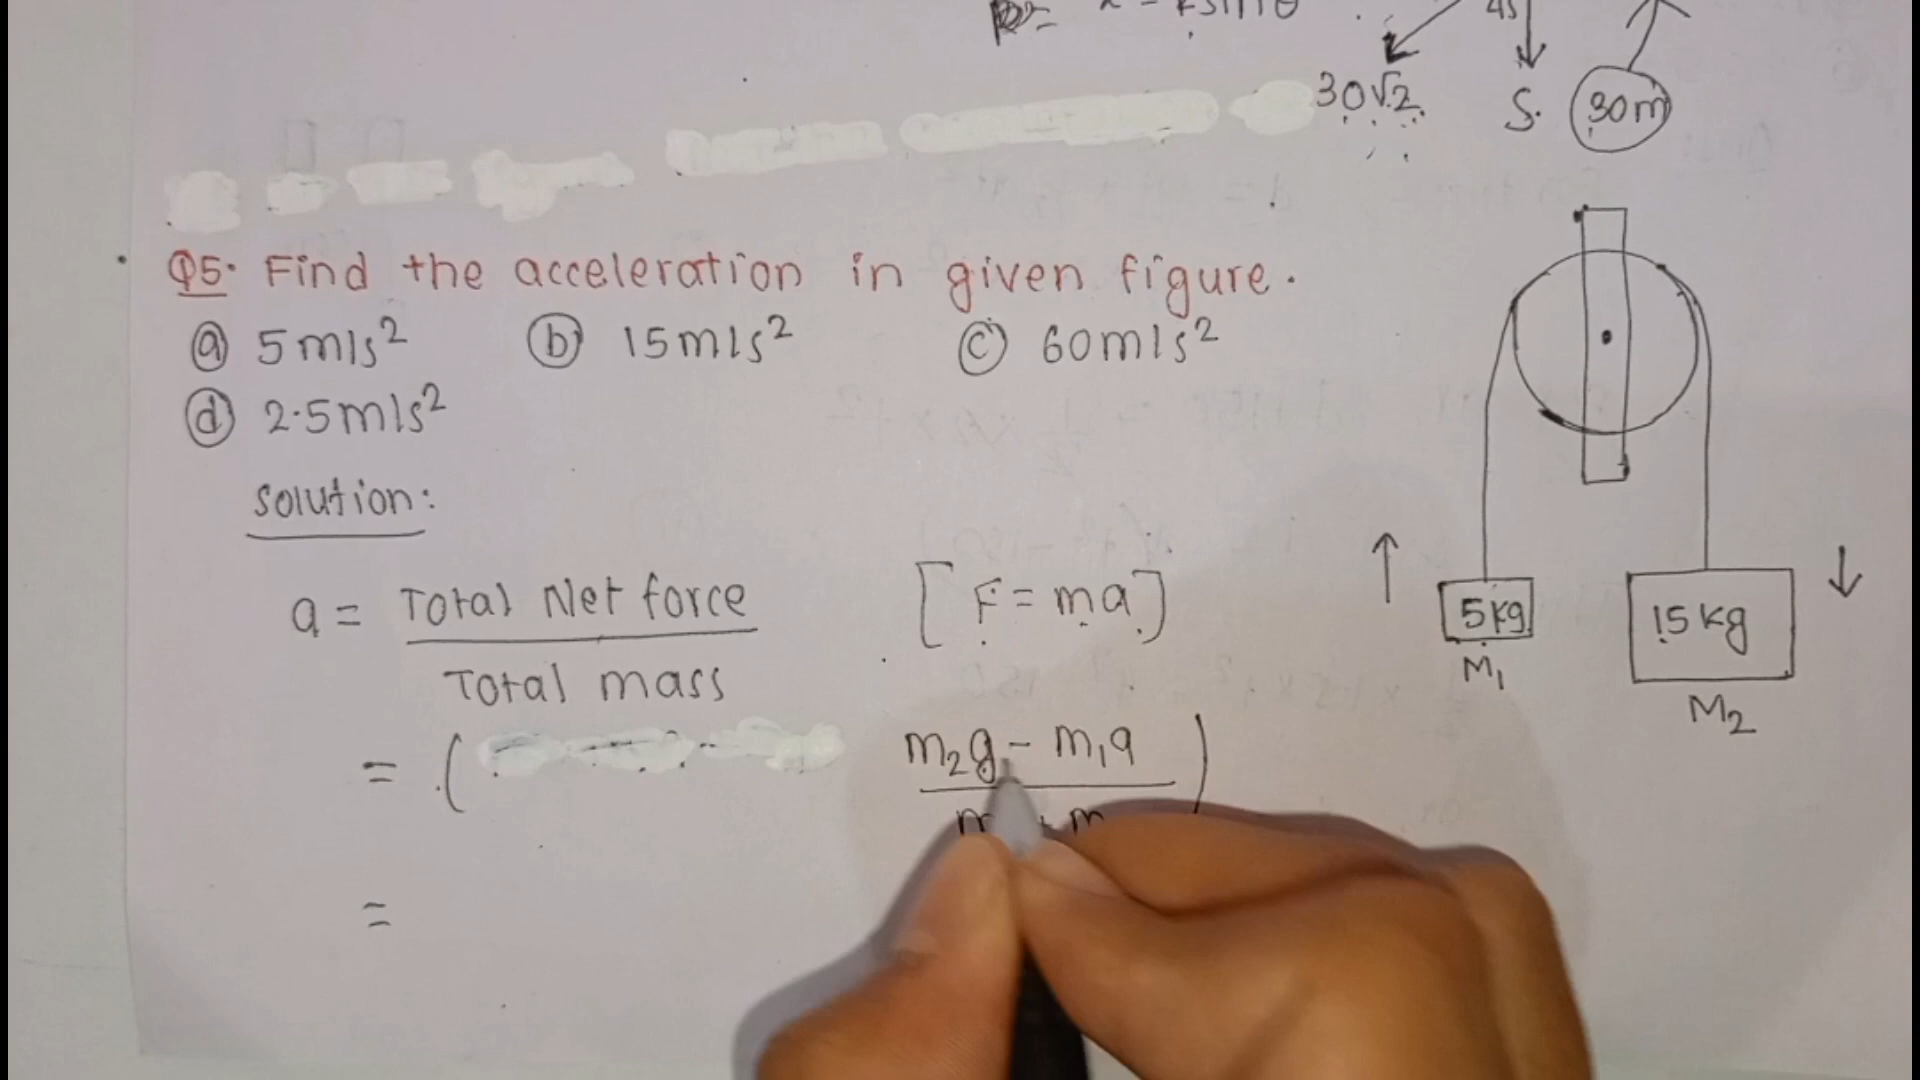 30√2 S. 30m
Q5. Find the acceleration in given figure.
(a) 5m/s² (b) 15m/s² (c) 60m/s²
(d) 2.5m/s²
Solution:
a = Total Net force [F = ma]
Total mass
= ( m₂g - m₁g )
=
5kg
M₁
15kg
M₂